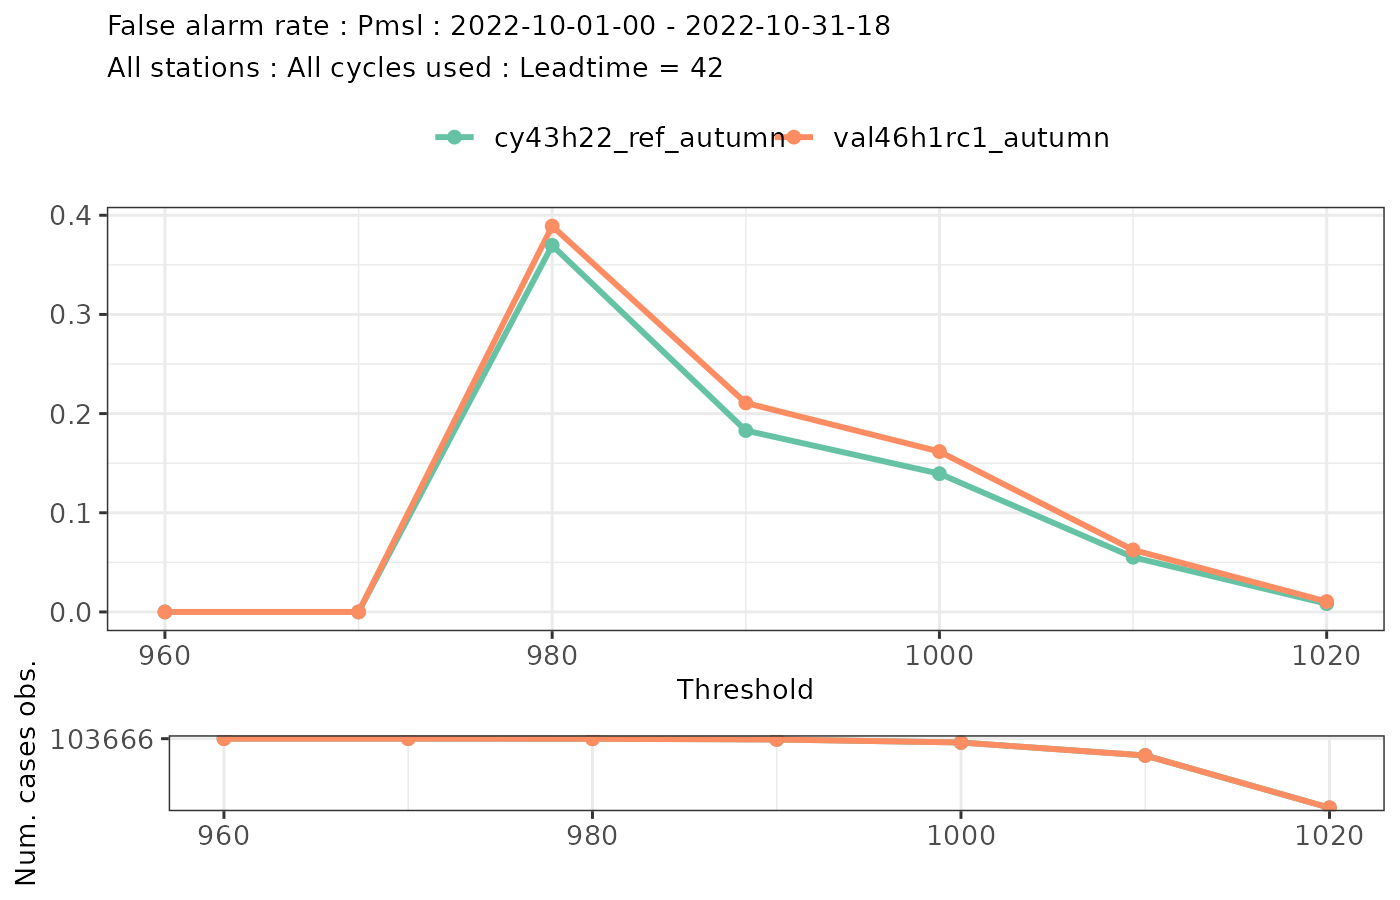 False alarm rate : Pmsl : 2022-10-01-00 - 2022-10-31-18
All stations : All cycles used : Leadtime = 42
cy43h22_ref_autumn val46h1rc1_autumn
0.4
0.3
0.2
0.1
0.0
960 980 1000 1020
Threshold
Num. cases obs.
103666
960 980 1000 1020